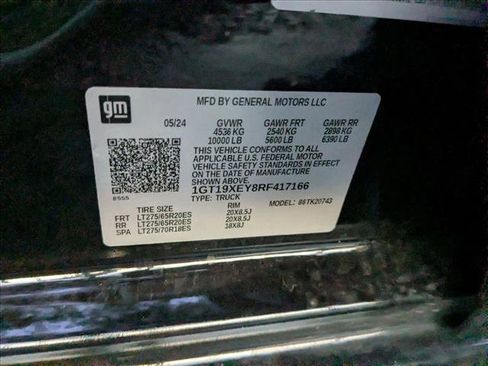 gm
MFD BY GENERAL MOTORS LLC
05/24 GVWR GAWR FRT GAWR RR
4536 KG 2540 KG 2898 KG
10000 LB 5600 LB 6390 LB
THIS VEHICLE CONFORMS TO ALL
APPLICABLE U.S. FEDERAL MOTOR
VEHICLE SAFETY STANDARDS IN EFFECT ON
THE DATE OF MANUFACTURE SHOWN ABOVE.
1GT19XEY8RF417166
TYPE: TRUCK MODEL: 86TK20743
8555
TIRE SIZE RIM
FRT LT275/65R20ES 20X8.5J
RR LT275/65R20ES 20X8.5J
SPA LT275/70R18ES 18X8J